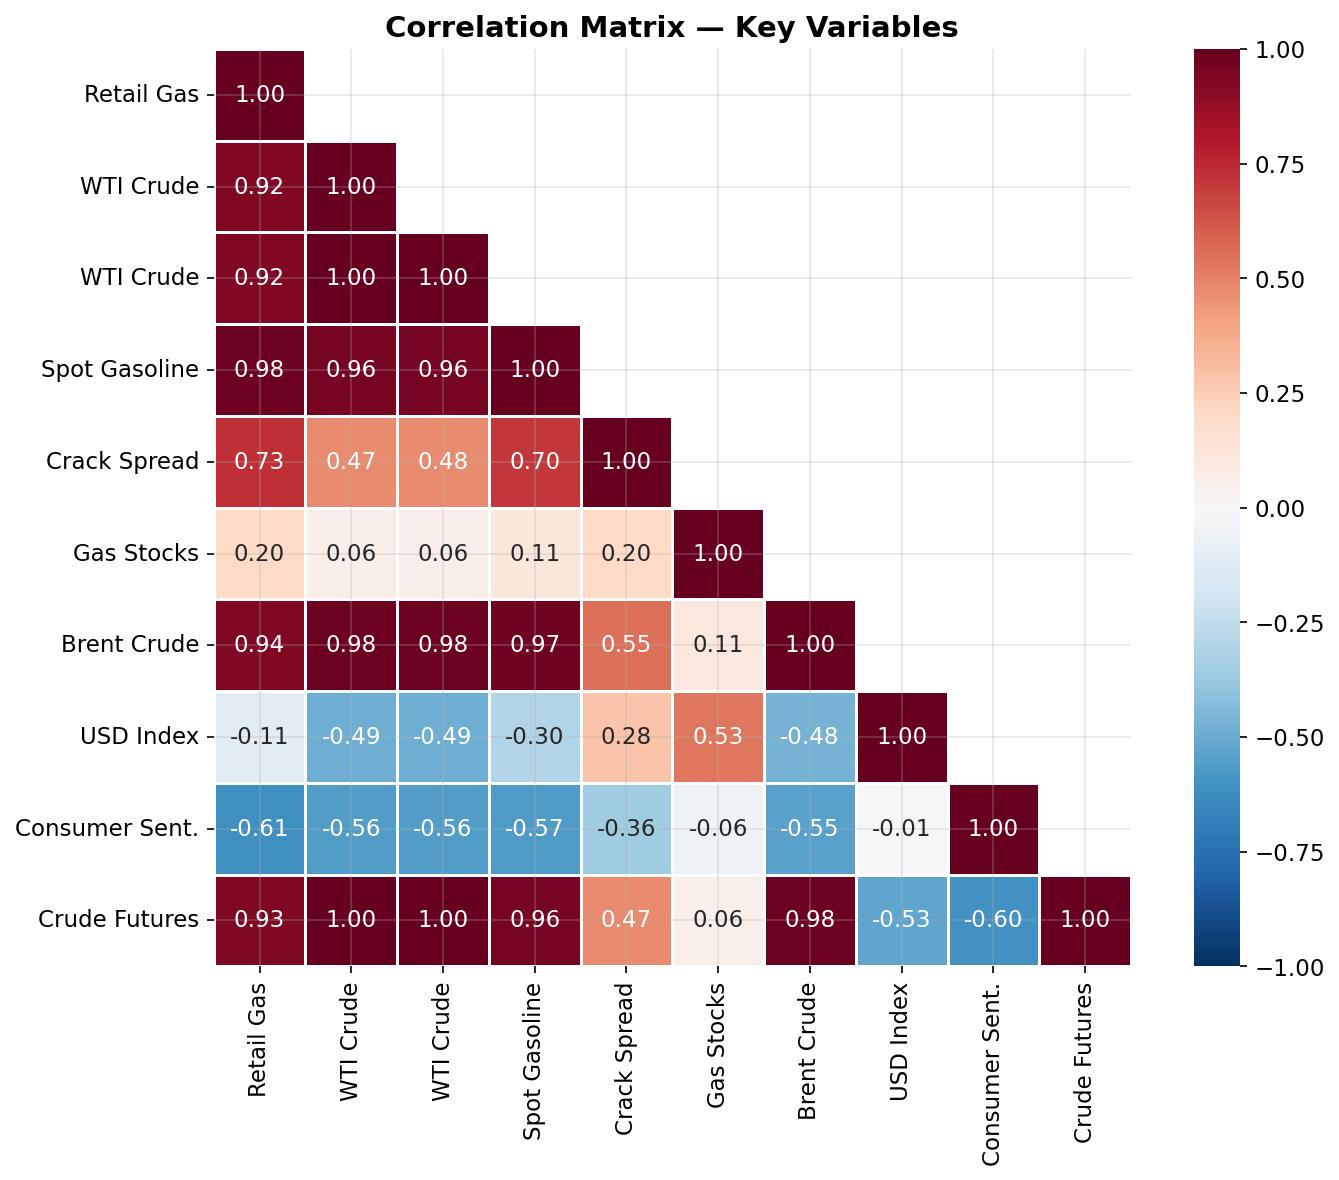 Correlation Matrix — Key Variables
Retail Gas 1.00
WTI Crude 0.92 1.00
WTI Crude 0.92 1.00 1.00
Spot Gasoline 0.98 0.96 0.96 1.00
Crack Spread 0.73 0.47 0.48 0.70 1.00
Gas Stocks 0.20 0.06 0.06 0.11 0.20 1.00
Brent Crude 0.94 0.98 0.98 0.97 0.55 0.11 1.00
USD Index -0.11 -0.49 -0.49 -0.30 0.28 0.53 -0.48 1.00
Consumer Sent. -0.61 -0.56 -0.56 -0.57 -0.36 -0.06 -0.55 -0.01 1.00
Crude Futures 0.93 1.00 1.00 0.96 0.47 0.06 0.98 -0.53 -0.60 1.00
Retail Gas
WTI Crude
WTI Crude
Spot Gasoline
Crack Spread
Gas Stocks
Brent Crude
USD Index
Consumer Sent.
Crude Futures
1.00
0.75
0.50
0.25
0.00
−0.25
−0.50
−0.75
−1.00